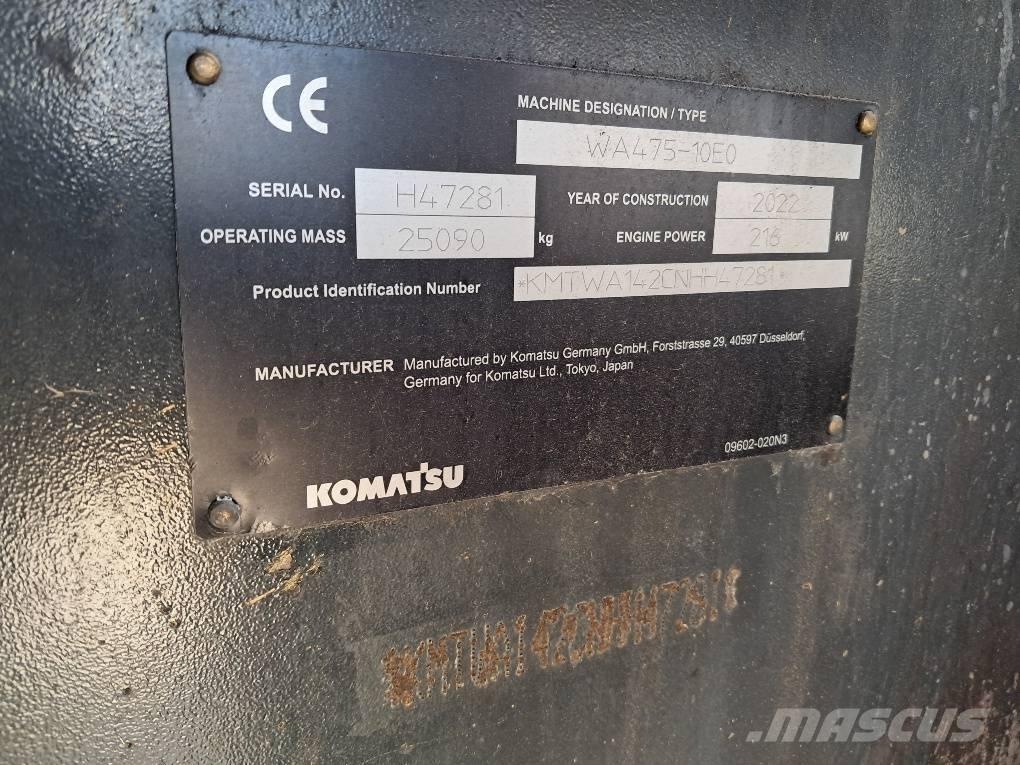 CE
MACHINE DESIGNATION / TYPE
WA475-10E0
SERIAL No. H47281 YEAR OF CONSTRUCTION 2022
OPERATING MASS 25090 kg ENGINE POWER 216 kW
Product Identification Number *KMTWA142CNHH47281*
MANUFACTURER Manufactured by Komatsu Germany GmbH, Forststrasse 29, 40597 Düsseldorf,
Germany for Komatsu Ltd., Tokyo, Japan
09602-020N3
KOMATSU
*KMTWA142CNHH47281*
MASCUS